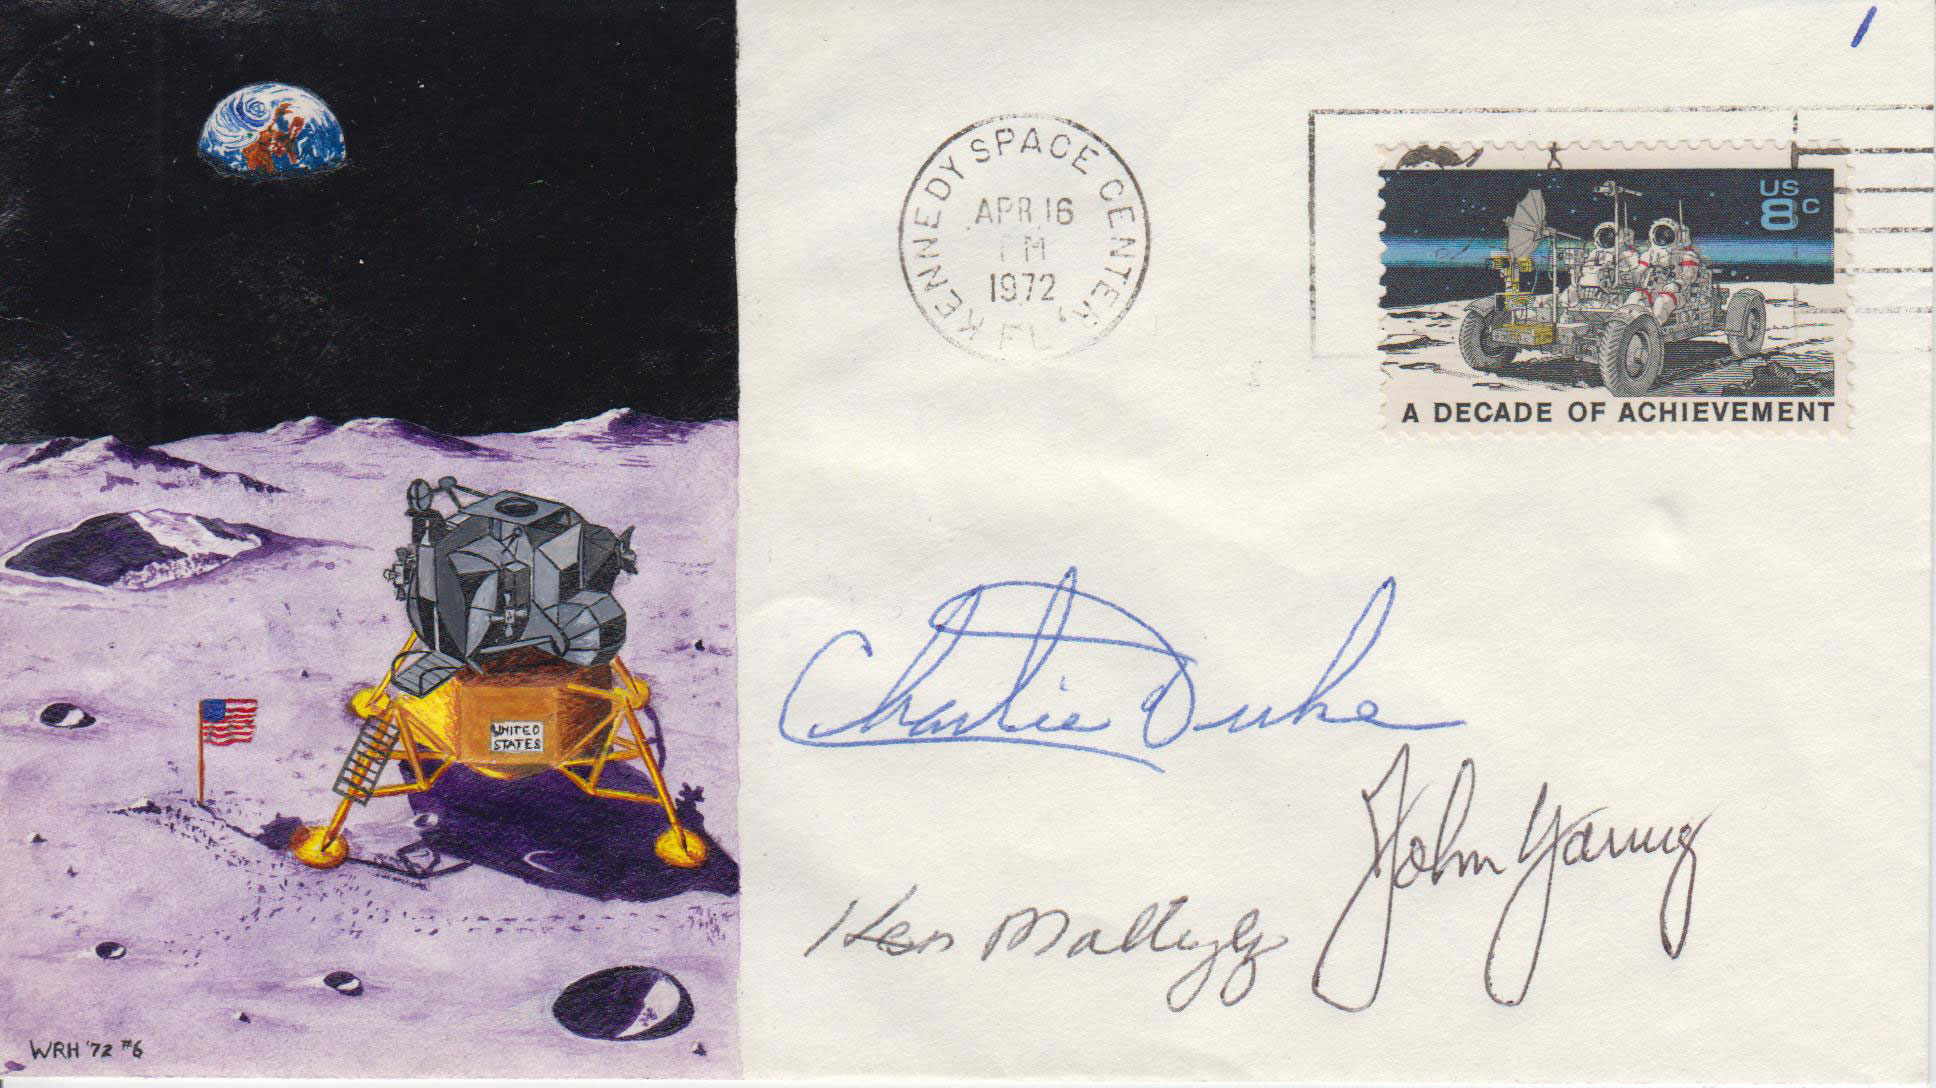 KENNEDY SPACE CENTER, FL
APR 16
PM
1972
US
8c
A DECADE OF ACHIEVEMENT
UNITED
STATES
Charlie Duke
John Young
Ken Mattingly
WRH '72 #6